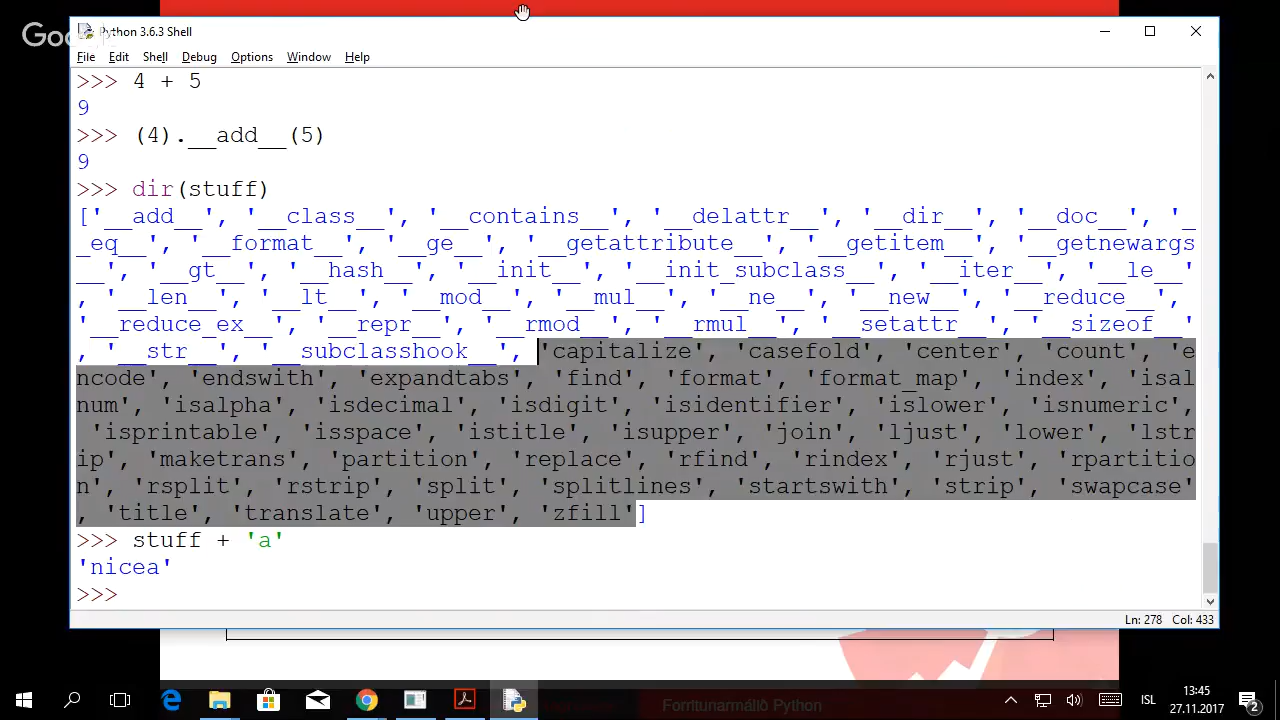 Python 3.6.3 Shell
File Edit Shell Debug Options Window Help
>>> 4 + 5
9
>>> (4).__add__(5)
9
>>> dir(stuff)
['__add__', '__class__', '__contains__', '__delattr__', '__dir__', '__doc__', '_
_eq__', '__format__', '__ge__', '__getattribute__', '__getitem__', '__getnewargs
__', '__gt__', '__hash__', '__init__', '__init_subclass__', '__iter__', '__le__'
, '__len__', '__lt__', '__mod__', '__mul__', '__ne__', '__new__', '__reduce__',
'__reduce_ex__', '__repr__', '__rmod__', '__rmul__', '__setattr__', '__sizeof__'
, '__str__', '__subclasshook__', 'capitalize', 'casefold', 'center', 'count', 'e
ncode', 'endswith', 'expandtabs', 'find', 'format', 'format_map', 'index', 'isal
num', 'isalpha', 'isdecimal', 'isdigit', 'isidentifier', 'islower', 'isnumeric',
'isprintable', 'isspace', 'istitle', 'isupper', 'join', 'ljust', 'lower', 'lstr
ip', 'maketrans', 'partition', 'replace', 'rfind', 'rindex', 'rjust', 'rpartitio
n', 'rsplit', 'rstrip', 'split', 'splitlines', 'startswith', 'strip', 'swapcase'
, 'title', 'translate', 'upper', 'zfill']
>>> stuff + 'a'
'nicea'
>>>
Ln: 278 Col: 433
Forritunarmálið Python
ISL
13:45
27.11.2017
2